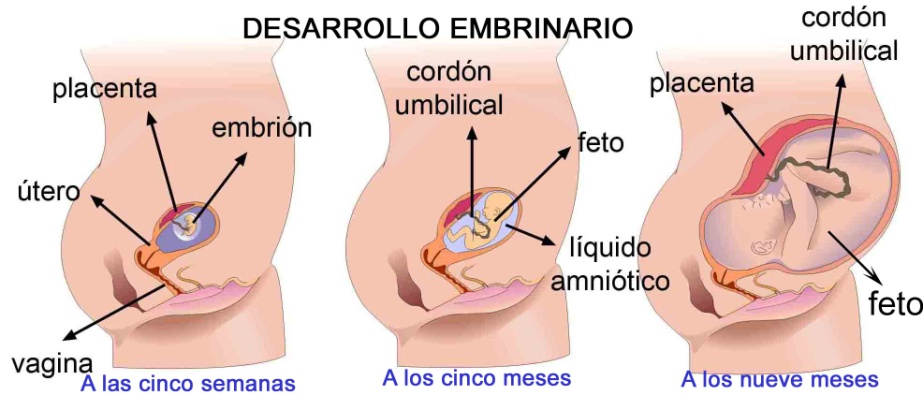 DESARROLLO EMBRINARIO
placenta
embrión
útero
vagina
A las cinco semanas
cordón
umbilical
feto
líquido
amniótico
A los cinco meses
cordón
umbilical
placenta
feto
A los nueve meses